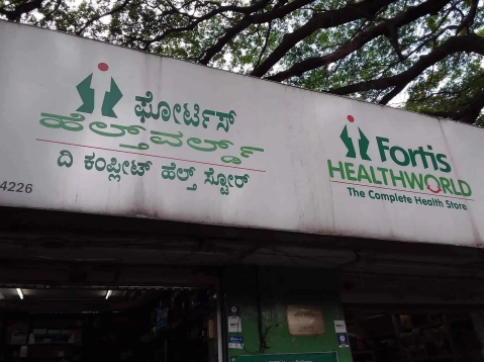 ಫೋರ್ಟಿಸ್
ಹೆಲ್ತ್‌ವರ್ಲ್ಡ್
ದಿ ಕಂಪ್ಲೀಟ್ ಹೆಲ್ತ್ ಸ್ಟೋರ್
4226
Fortis
HEALTHWORLD
The Complete Health Store